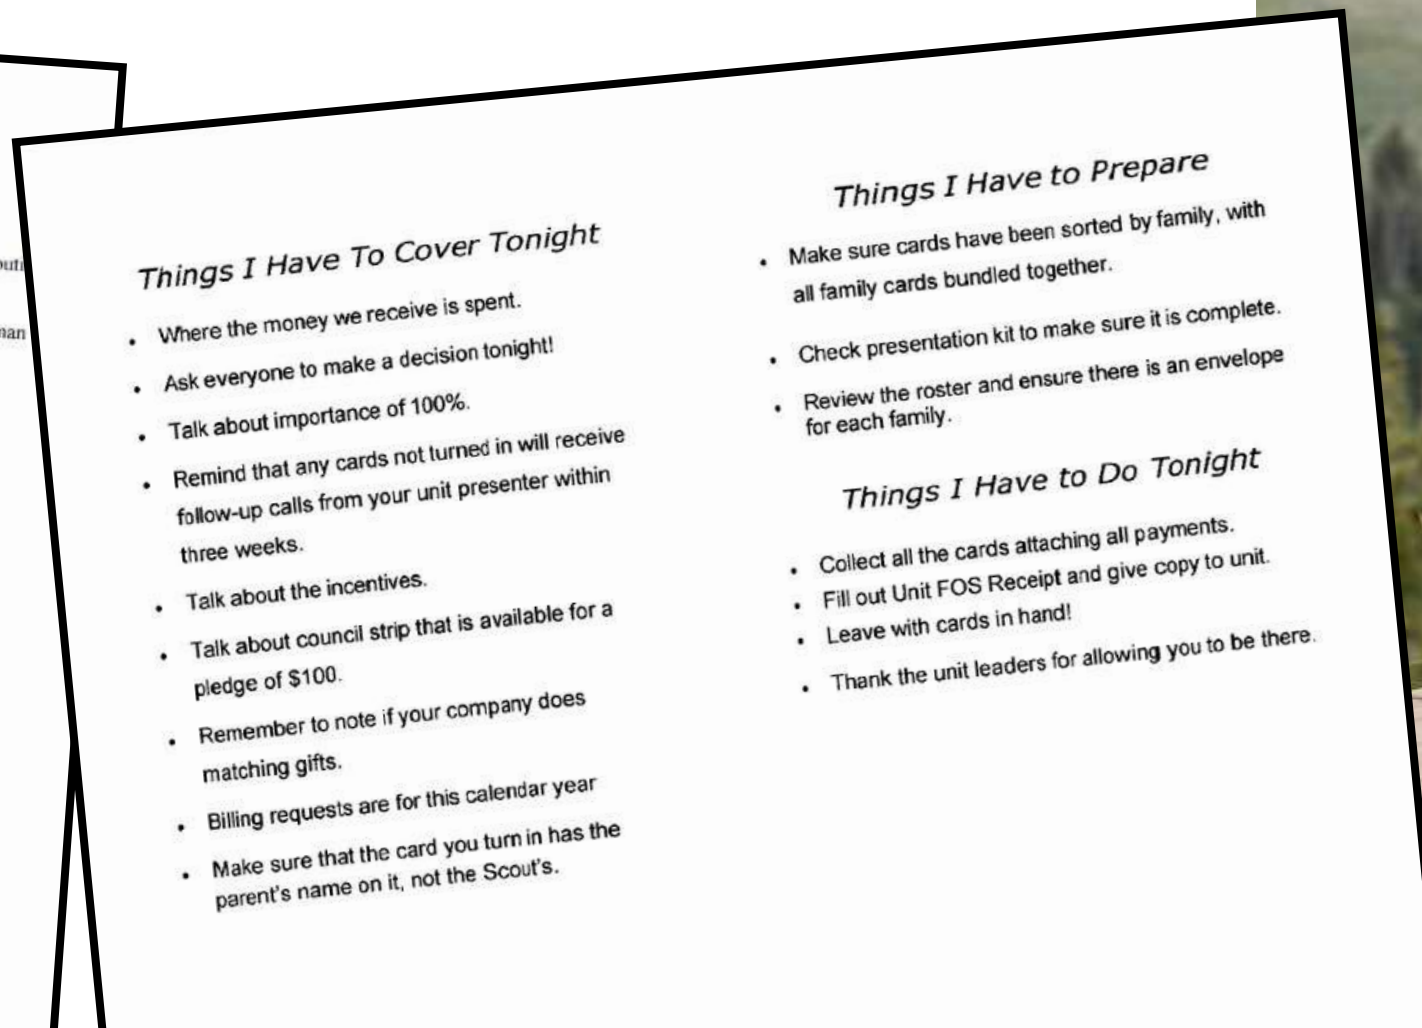 Things I Have To Cover Tonight
• Where the money we receive is spent.
• Ask everyone to make a decision tonight!
• Talk about importance of 100%.
• Remind that any cards not turned in will receive
follow-up calls from your unit presenter within
three weeks.
• Talk about the incentives.
• Talk about council strip that is available for a
pledge of $100.
• Remember to note if your company does
matching gifts.
• Billing requests are for this calendar year
• Make sure that the card you turn in has the
parent's name on it, not the Scout's.
Things I Have to Prepare
• Make sure cards have been sorted by family, with
all family cards bundled together.
• Check presentation kit to make sure it is complete.
• Review the roster and ensure there is an envelope
for each family.
Things I Have to Do Tonight
• Collect all the cards attaching all payments.
• Fill out Unit FOS Receipt and give copy to unit.
• Leave with cards in hand!
• Thank the unit leaders for allowing you to be there.